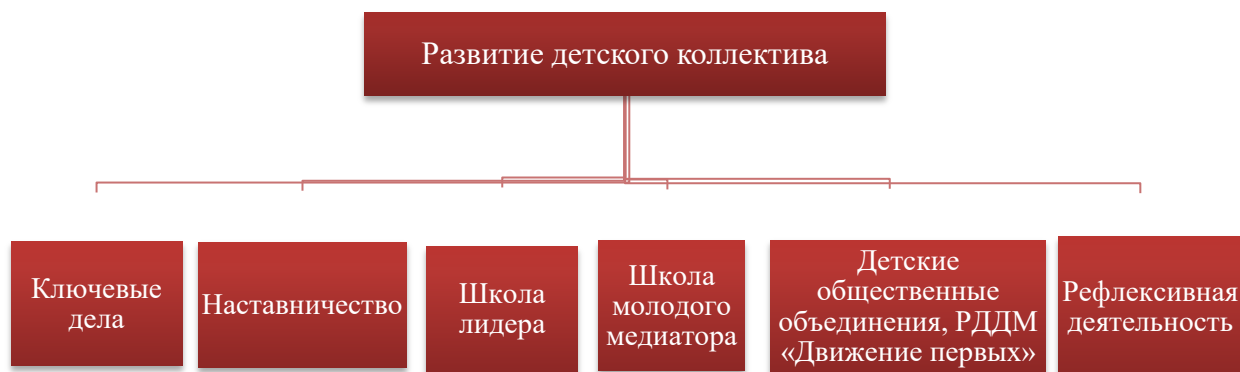 Развитие детского коллектива
Ключевые
дела
Наставничество
Школа
лидера
Школа
молодого
медиатора
Детские
общественные
объединения, РДДМ
«Движение первых»
Рефлексивная
деятельность